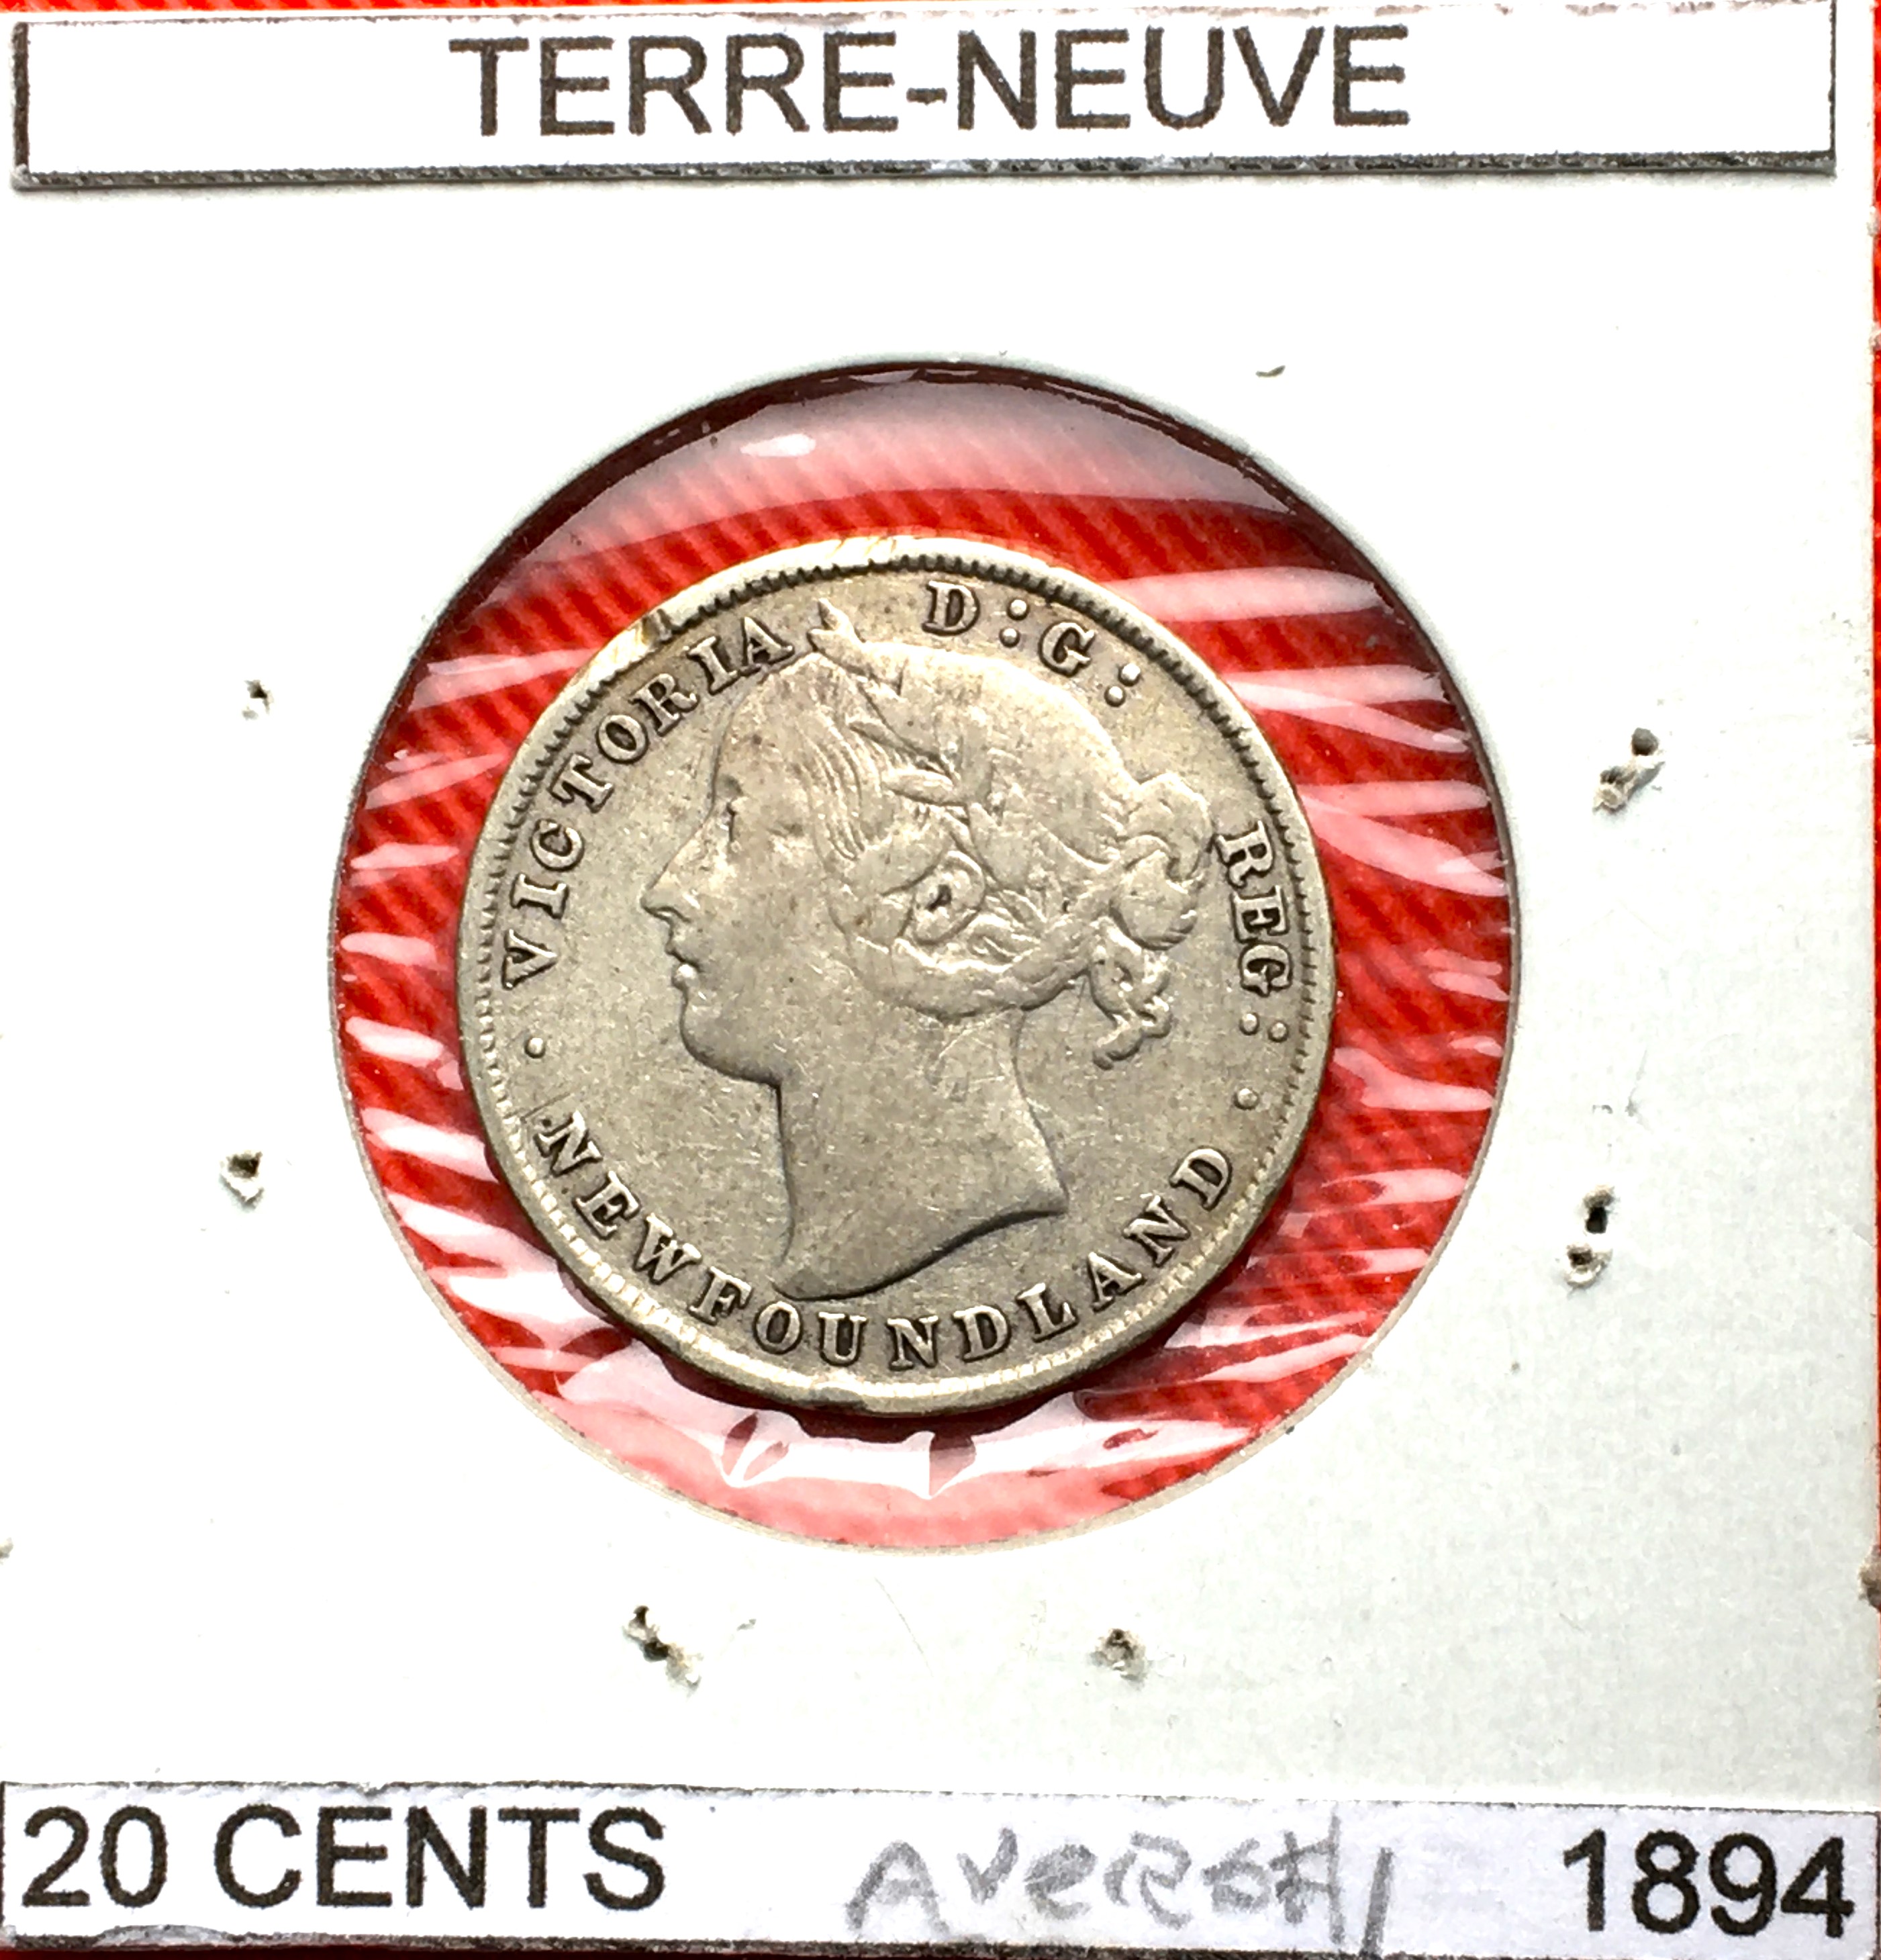 TERRE-NEUVE
VICTORIA D:G: REG:
NEWFOUNDLAND
20 CENTS
1894